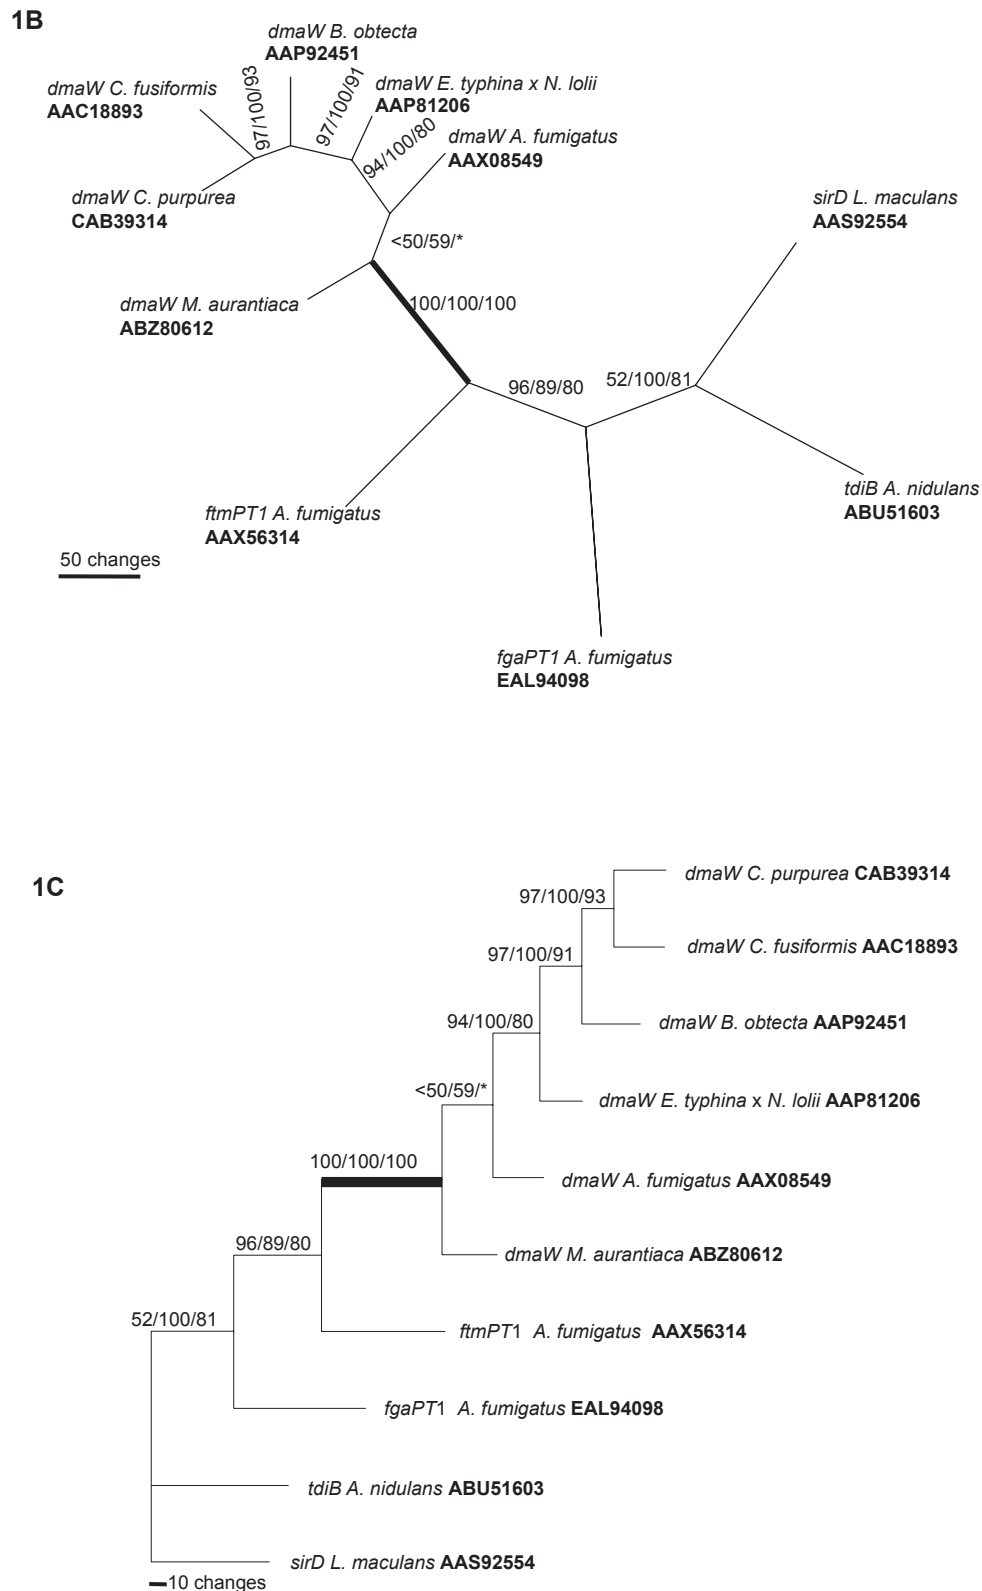 1B
dmaW B. obtecta
AAP92451
dmaW C. fusiformis
AAC18893
97/100/93
97/100/91
dmaW E. typhina x N. lolii
AAP81206
94/100/80
dmaW A. fumigatus
AAX08549
dmaW C. purpurea
CAB39314
sirD L. maculans
AAS92554
<50/59/*
dmaW M. aurantiaca
ABZ80612
100/100/100
96/89/80
52/100/81
ftmPT1 A. fumigatus
AAX56314
tdiB A. nidulans
ABU51603
50 changes
fgaPT1 A. fumigatus
EAL94098
1C
dmaW C. purpurea CAB39314
97/100/93
dmaW C. fusiformis AAC18893
97/100/91
dmaW B. obtecta AAP92451
94/100/80
<50/59/*
dmaW E. typhina x N. lolii AAP81206
100/100/100
dmaW A. fumigatus AAX08549
96/89/80
dmaW M. aurantiaca ABZ80612
52/100/81
ftmPT1 A. fumigatus AAX56314
fgaPT1 A. fumigatus EAL94098
tdiB A. nidulans ABU51603
sirD L. maculans AAS92554
10 changes